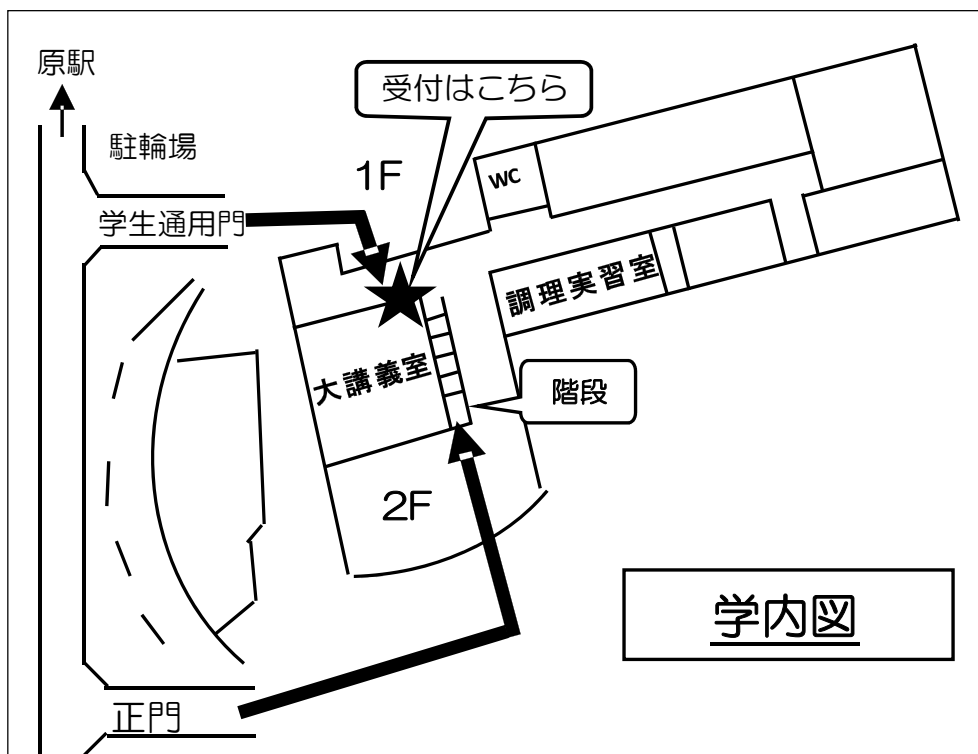 原駅
受付はこちら
駐輪場
1F
WC
学生通用門
調理実習室
大講義室
階段
2F
学内図
正門